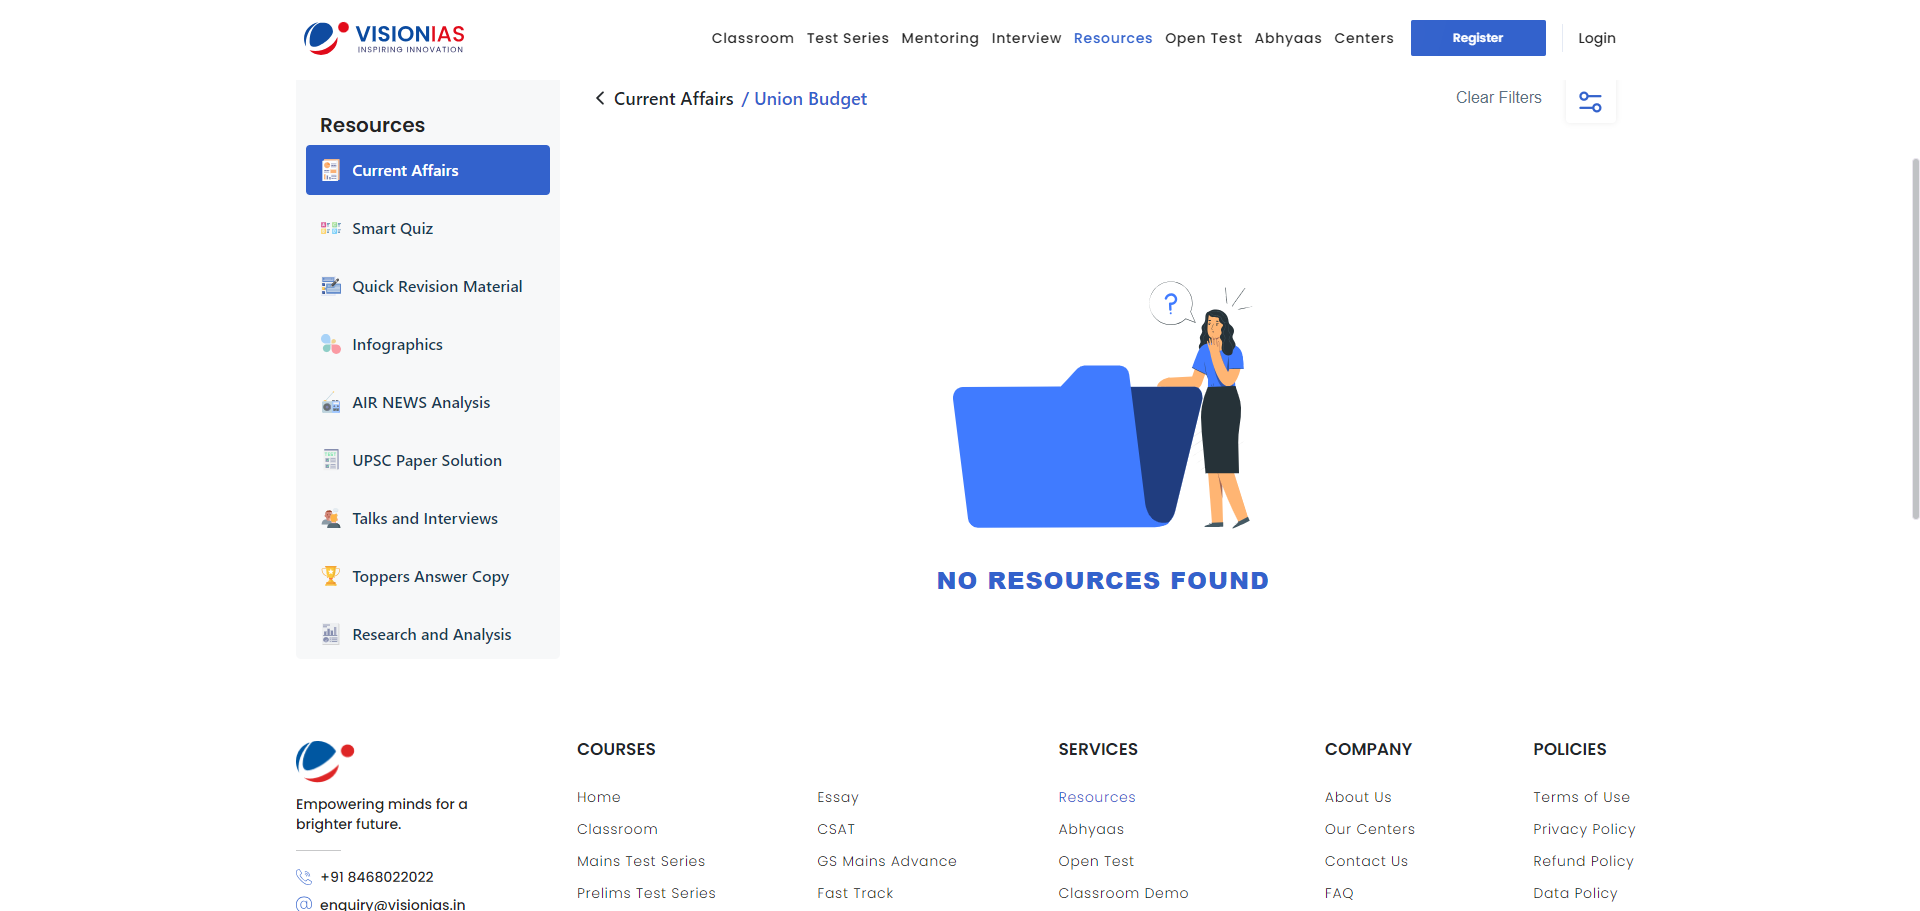 VISIONIAS
INSPIRING INNOVATION
Classroom Test Series Mentoring Interview Resources Open Test Abhyaas Centers Register Login
Current Affairs / Union Budget
Clear Filters
Resources
Current Affairs
Smart Quiz
Quick Revision Material
Infographics
AIR NEWS Analysis
UPSC Paper Solution
Talks and Interviews
Toppers Answer Copy
Research and Analysis
?
NO RESOURCES FOUND
Empowering minds for a
brighter future.
+91 8468022022
enquiry@visionias.in
COURSES
Home
Classroom
Mains Test Series
Prelims Test Series
Essay
CSAT
GS Mains Advance
Fast Track
SERVICES
Resources
Abhyaas
Open Test
Classroom Demo
COMPANY
About Us
Our Centers
Contact Us
FAQ
POLICIES
Terms of Use
Privacy Policy
Refund Policy
Data Policy